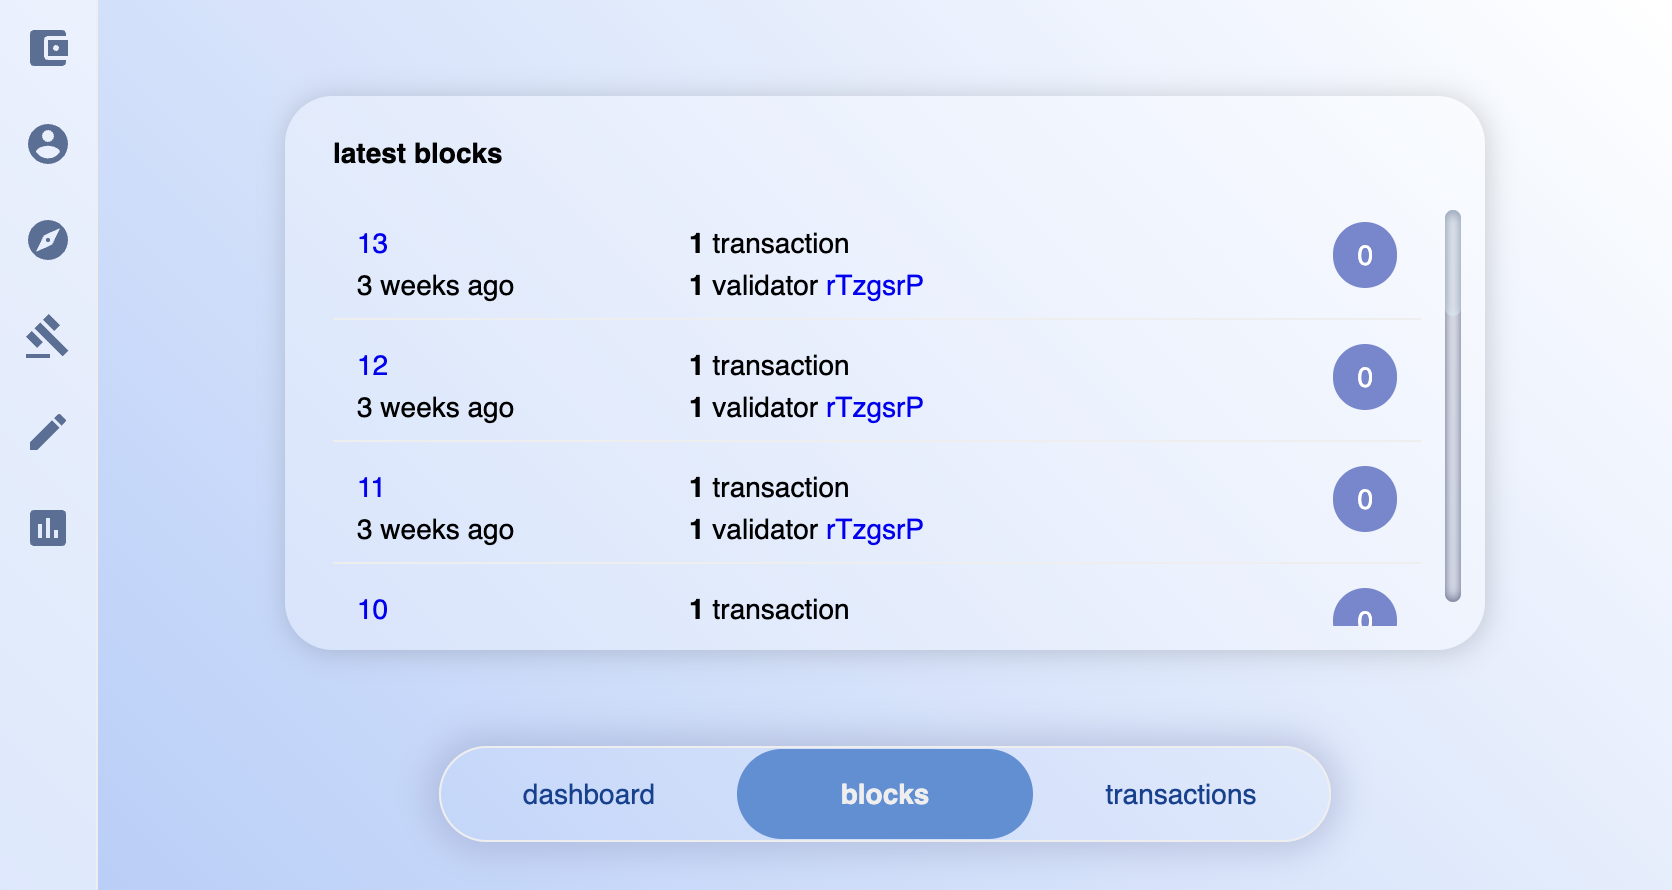 latest blocks
13
1 transaction
0
3 weeks ago
1 validator rTzgsrP
12
1 transaction
0
3 weeks ago
1 validator rTzgsrP
11
1 transaction
0
3 weeks ago
1 validator rTzgsrP
10
1 transaction
0
dashboard
blocks
transactions